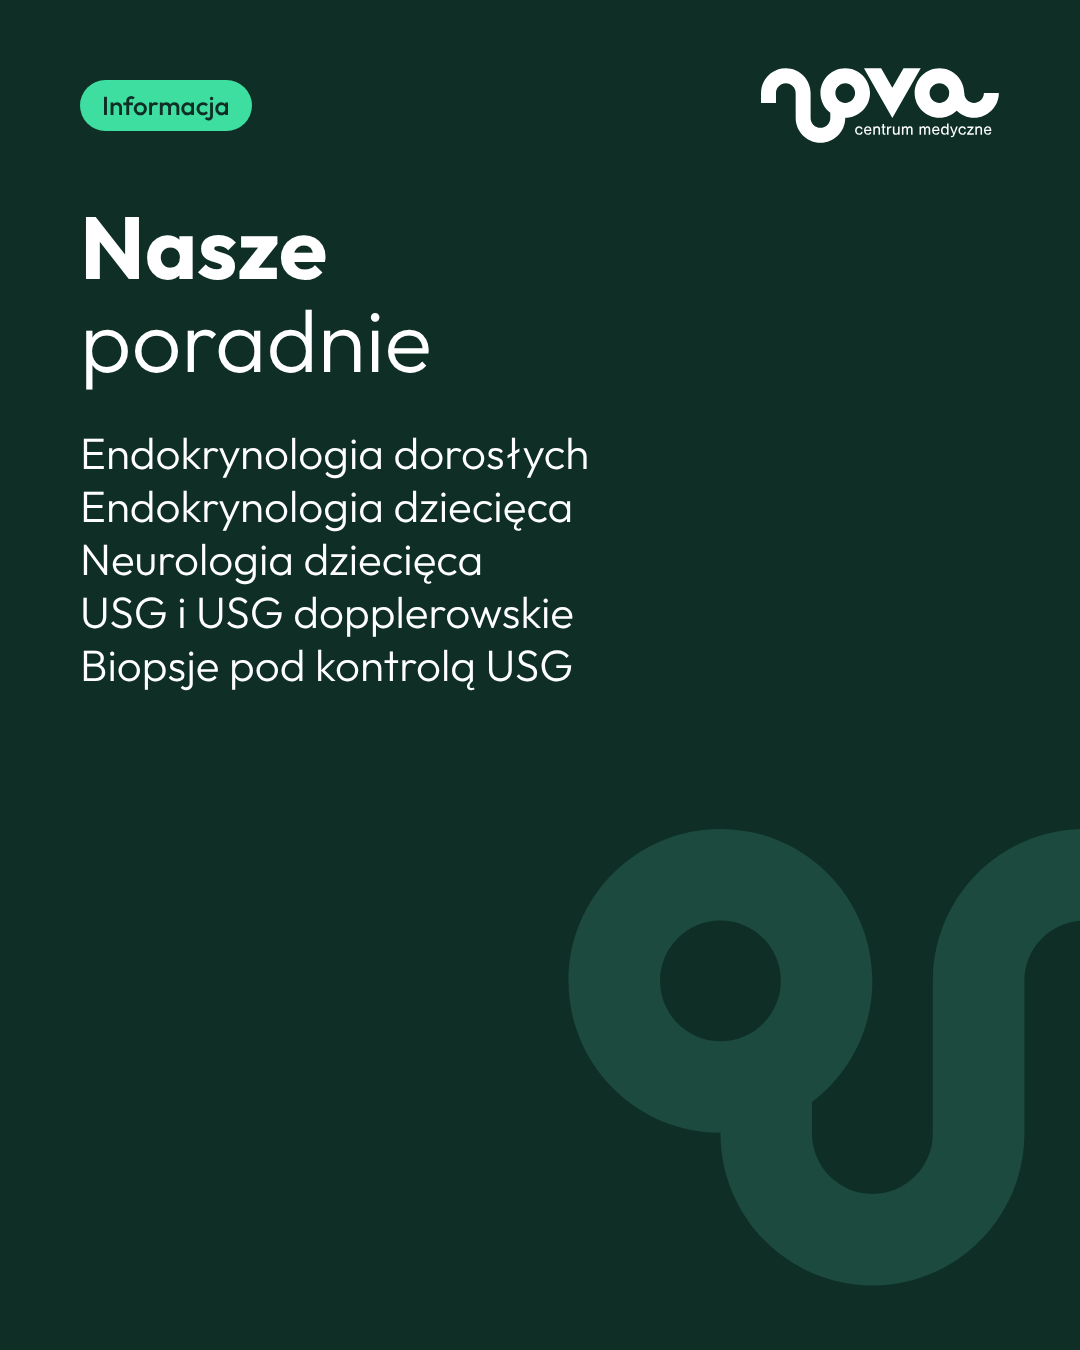 Informacja
nova
centrum medyczne
Nasze
poradnie
Endokrynologia dorosłych
Endokrynologia dziecięca
Neurologia dziecięca
USG i USG dopplerowskie
Biopsje pod kontrolą USG